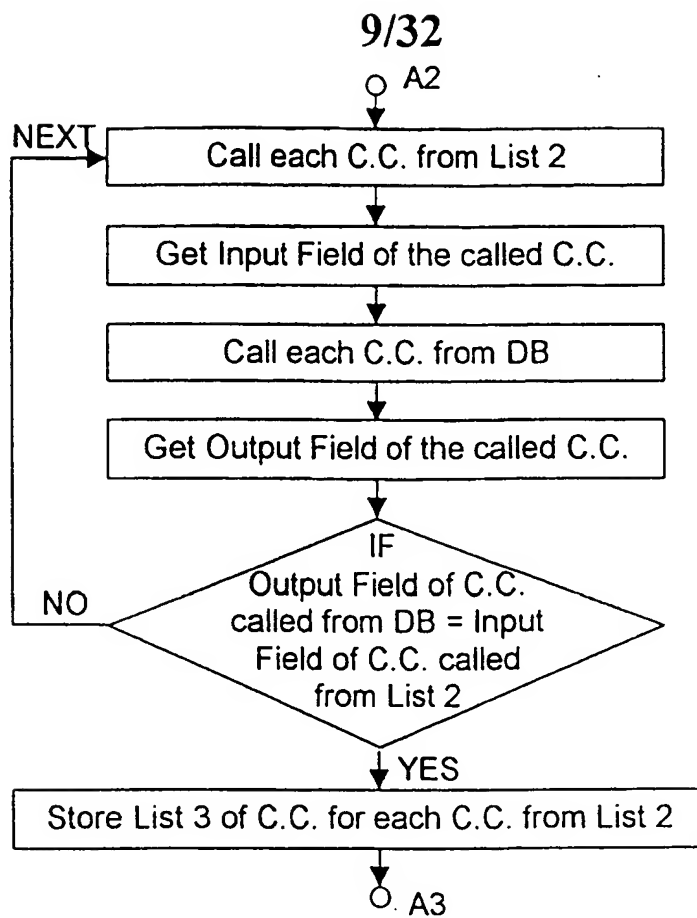 9/32
A2
NEXT
Call each C.C. from List 2
Get Input Field of the called C.C.
Call each C.C. from DB
Get Output Field of the called C.C.
IF
Output Field of C.C.
NO
called from DB = Input
Field of C.C. called
from List 2
YES
Store List 3 of C.C. for each C.C. from List 2
A3